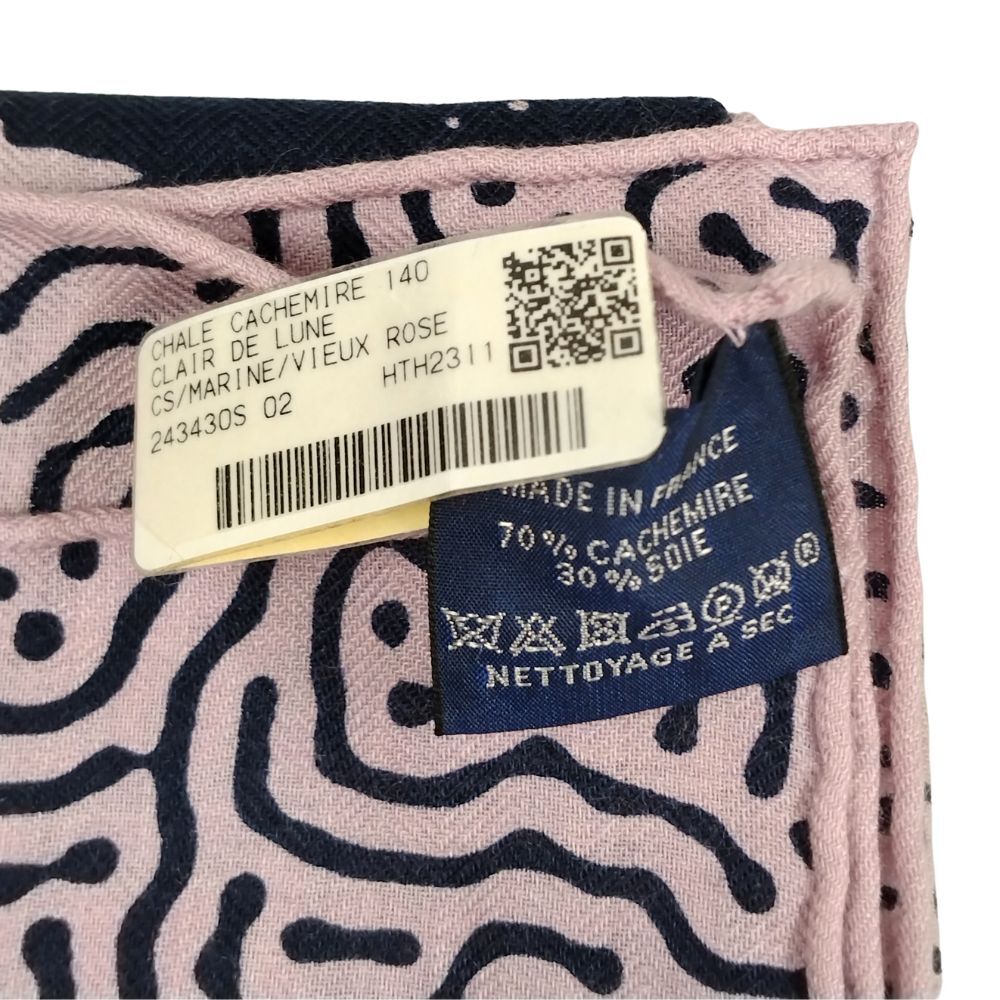 CHALE CACHEMIRE 140
CLAIR DE LUNE
CS/MARINE/VIEUX ROSE
243430S 02
HTH2311
MADE IN FRANCE
70% CACHEMIRE
30% SOIE
P ®
NETTOYAGE A SEC